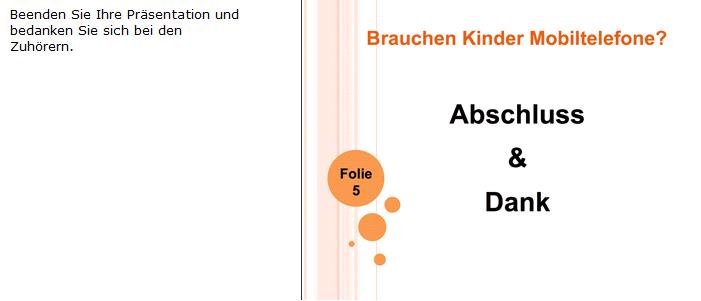 Beenden Sie Ihre Präsentation und
bedanken Sie sich bei den
Zuhörern.
Brauchen Kinder Mobiltelefone?
Abschluss
&
Dank
Folie
5